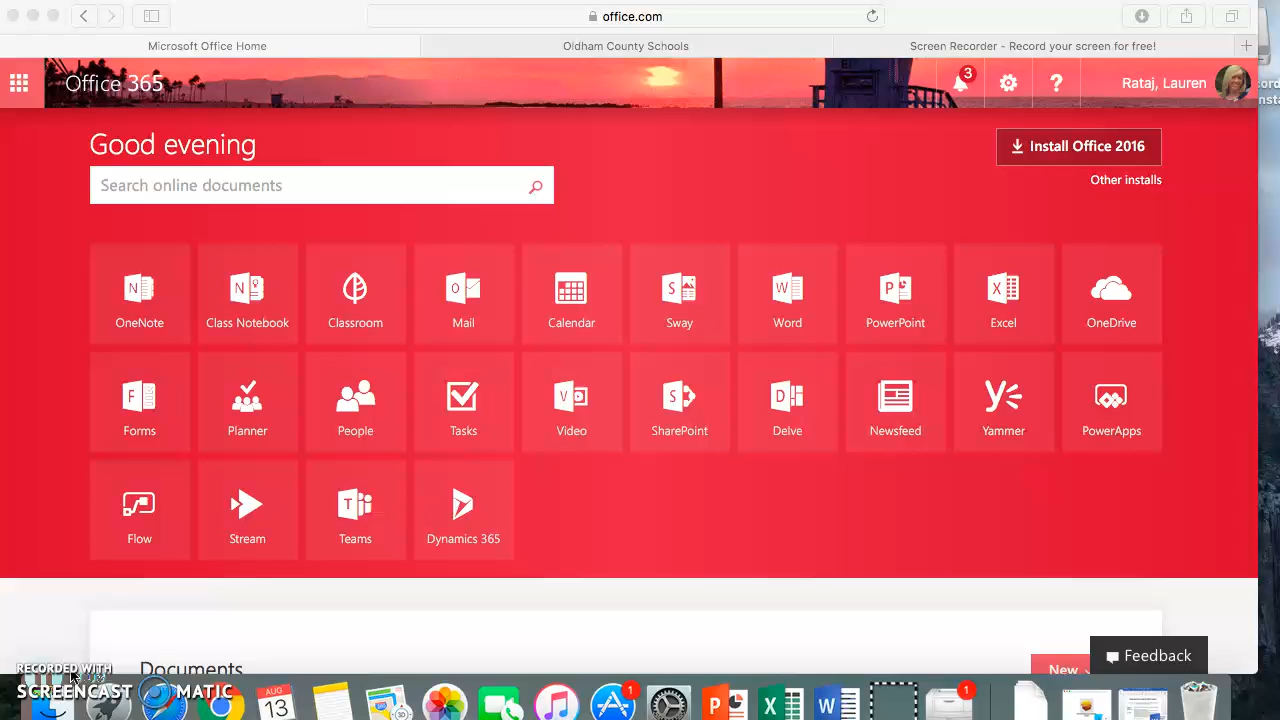 office.com
Microsoft Office Home
Oldham County Schools
Screen Recorder - Record your screen for free!
Office 365
3
Rataj, Lauren
Good evening
Install Office 2016
Search online documents
Other installs
OneNote
Class Notebook
Classroom
Mail
Calendar
Sway
Word
PowerPoint
Excel
OneDrive
Forms
Planner
People
Tasks
Video
SharePoint
Delve
Newsfeed
Yammer
PowerApps
Flow
Stream
Teams
Dynamics 365
Documents
New
Feedback
RECORDED WITH
SCREENCAST MATIC
AUG
13
1
1